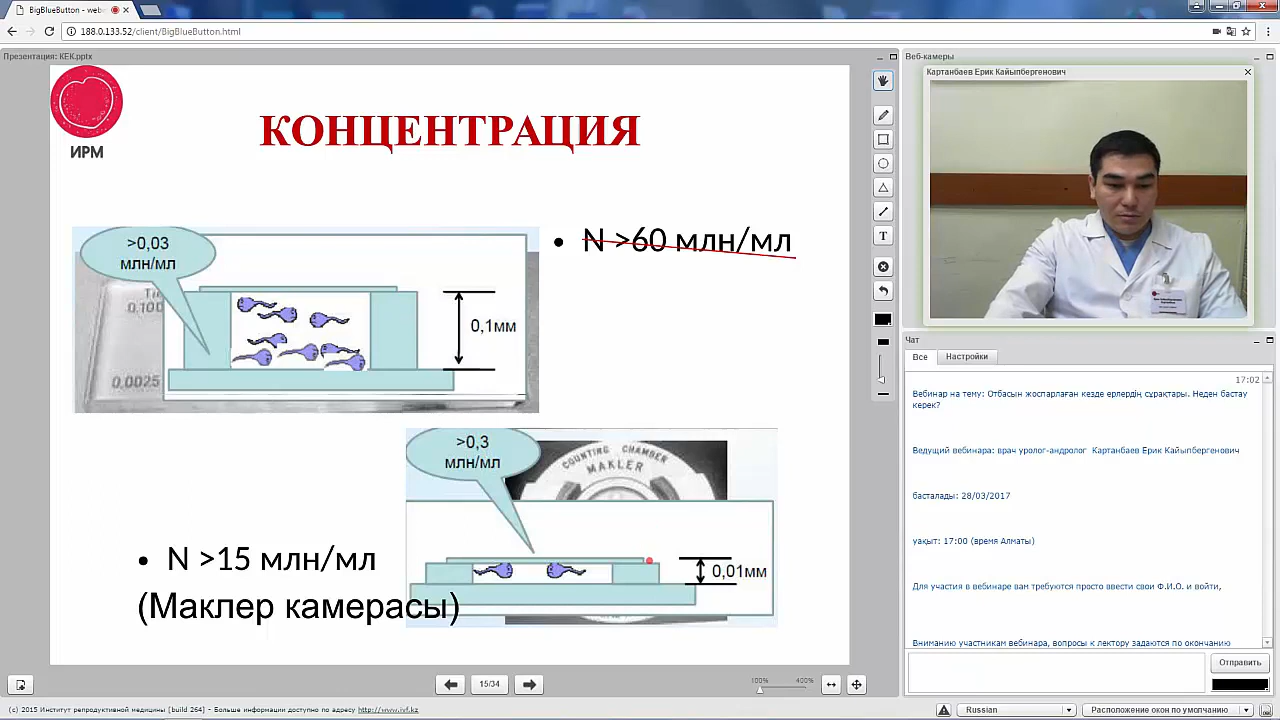 BigBlueButton - web
188.0.133.52/client/BigBlueButton.html
Презентация: КЕК.pptx
ИРМ
КОНЦЕНТРАЦИЯ
>0,03
млн/мл
0.100
0,0025
0,1мм
• N >60 млн/мл
>0,3
млн/мл
COUNTING CHAMBER
MAKLER
0,01мм
• N >15 млн/мл
(Маклер камерасы)
15/34
100%
400%
T
Веб-камеры
Картанбаев Ерик Кайыпбергенович
Чат
Все
Настройки
17:02
Вебинар на тему: Отбасын жоспарлаған кезде ерлердің сұрақтары. Неден бастау
керек?
Ведущий вебинара: врач уролог-андролог Картанбаев Ерик Кайыпбергенович
басталады: 28/03/2017
уақыт: 17:00 (время Алматы)
Для участия в вебинаре вам требуются просто ввести свои Ф.И.О. и войти,
Вниманию участникам вебинара, вопросы к лектору задаются по окончанию
Отправить
(c) 2015 Институт репродуктивной медицины [build 264] - Больше информации доступно по адресу http://www.ivf.kz
Russian
Расположение окон по умолчанию